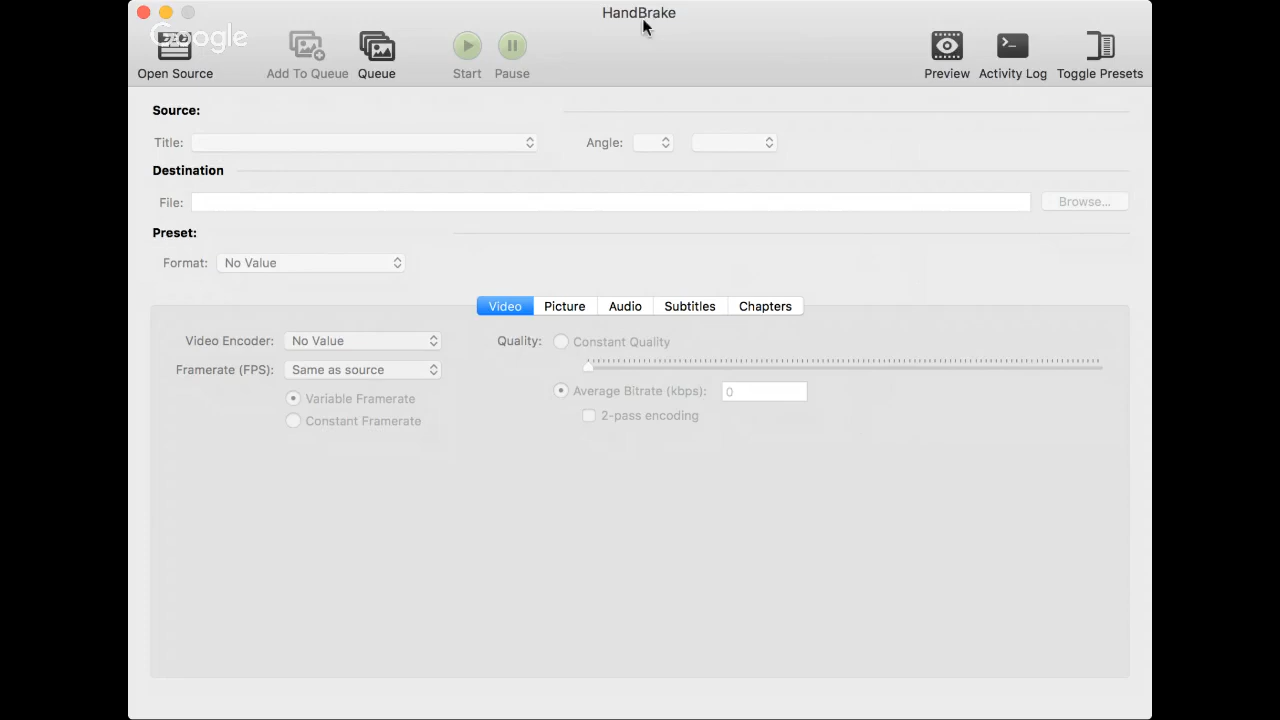 HandBrake
Google
Open Source
Add To Queue
Queue
Start
Pause
Preview
Activity Log
Toggle Presets
Source:
Title:
Angle:
Destination
File:
Browse...
Preset:
Format: No Value
Video
Picture
Audio
Subtitles
Chapters
Video Encoder: No Value
Quality: Constant Quality
Framerate (FPS): Same as source
Average Bitrate (kbps): 0
Variable Framerate
2-pass encoding
Constant Framerate